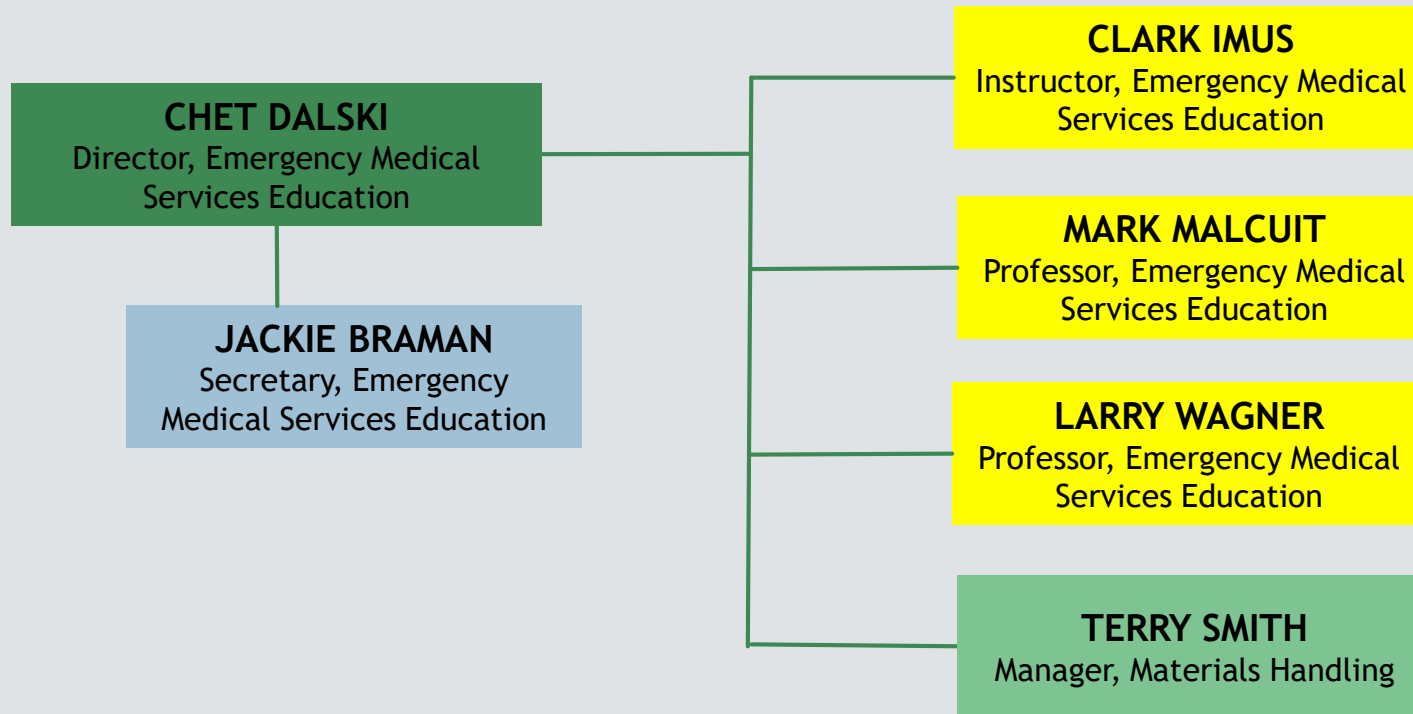 CHET DALSKI
Director, Emergency Medical
Services Education
JACKIE BRAMAN
Secretary, Emergency
Medical Services Education
CLARK IMUS
Instructor, Emergency Medical
Services Education
MARK MALCUIT
Professor, Emergency Medical
Services Education
LARRY WAGNER
Professor, Emergency Medical
Services Education
TERRY SMITH
Manager, Materials Handling